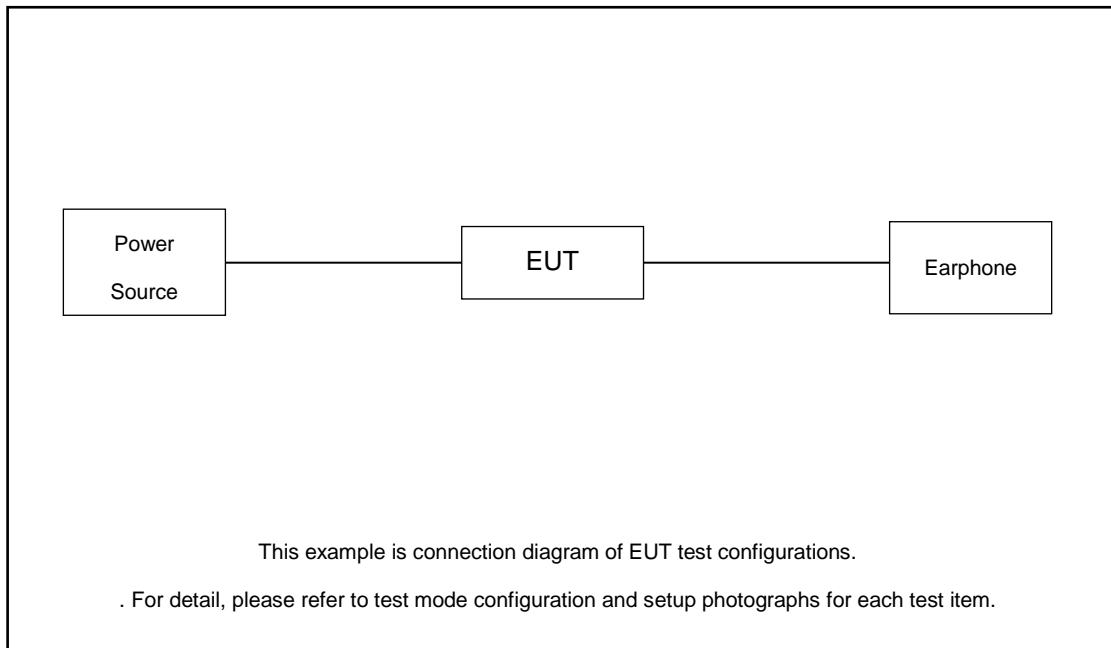 Power
Source
EUT
Earphone
This example is connection diagram of EUT test configurations.
. For detail, please refer to test mode configuration and setup photographs for each test item.